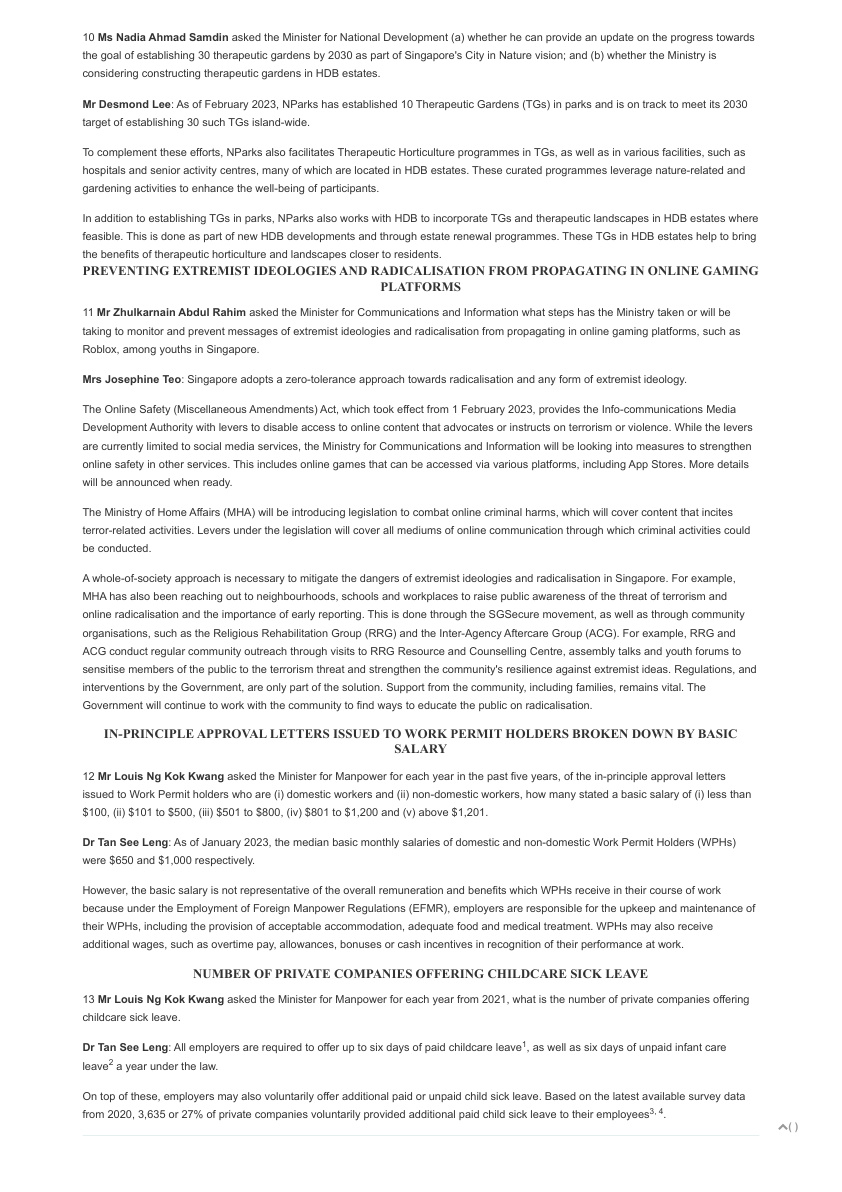 10 Ms Nadia Ahmad Samdin asked the Minister for National Development (a) whether he can provide an update on the progress towards
the goal of establishing 30 therapeutic gardens by 2030 as part of Singapore's City in Nature vision; and (b) whether the Ministry is
considering constructing therapeutic gardens in HDB estates.
Mr Desmond Lee: As of February 2023, NParks has established 10 Therapeutic Gardens (TGs) in parks and is on track to meet its 2030
target of establishing 30 such TGs island-wide.
To complement these efforts, NParks also facilitates Therapeutic Horticulture programmes in TGs, as well as in various facilities, such as
hospitals and senior activity centres, many of which are located in HDB estates. These curated programmes leverage nature-related and
gardening activities to enhance the well-being of participants.
In addition to establishing TGs in parks, NParks also works with HDB to incorporate TGs and therapeutic landscapes in HDB estates where
feasible. This is done as part of new HDB developments and through estate renewal programmes. These TGs in HDB estates help to bring
the benefits of therapeutic horticulture and landscapes closer to residents.
PREVENTING EXTREMIST IDEOLOGIES AND RADICALISATION FROM PROPAGATING IN ONLINE GAMING
PLATFORMS
11 Mr Zhulkarnain Abdul Rahim asked the Minister for Communications and Information what steps has the Ministry taken or will be
taking to monitor and prevent messages of extremist ideologies and radicalisation from propagating in online gaming platforms, such as
Roblox, among youths in Singapore.
Mrs Josephine Teo: Singapore adopts a zero-tolerance approach towards radicalisation and any form of extremist ideology.
The Online Safety (Miscellaneous Amendments) Act, which took effect from 1 February 2023, provides the Info-communications Media
Development Authority with levers to disable access to online content that advocates or instructs on terrorism or violence. While the levers
are currently limited to social media services, the Ministry for Communications and Information will be looking into measures to strengthen
online safety in other services. This includes online games that can be accessed via various platforms, including App Stores. More details
will be announced when ready.
The Ministry of Home Affairs (MHA) will be introducing legislation to combat online criminal harms, which will cover content that incites
terror-related activities. Levers under the legislation will cover all mediums of online communication through which criminal activities could
be conducted.
A whole-of-society approach is necessary to mitigate the dangers of extremist ideologies and radicalisation in Singapore. For example,
MHA has also been reaching out to neighbourhoods, schools and workplaces to raise public awareness of the threat of terrorism and
online radicalisation and the importance of early reporting. This is done through the SGSecure movement, as well as through community
organisations, such as the Religious Rehabilitation Group (RRG) and the Inter-Agency Aftercare Group (ACG). For example, RRG and
ACG conduct regular community outreach through visits to RRG Resource and Counselling Centre, assembly talks and youth forums to
sensitise members of the public to the terrorism threat and strengthen the community's resilience against extremist ideas. Regulations, and
interventions by the Government, are only part of the solution. Support from the community, including families, remains vital. The
Government will continue to work with the community to find ways to educate the public on radicalisation.
IN-PRINCIPLE APPROVAL LETTERS ISSUED TO WORK PERMIT HOLDERS BROKEN DOWN BY BASIC
SALARY
12 Mr Louis Ng Kok Kwang asked the Minister for Manpower for each year in the past five years, of the in-principle approval letters
issued to Work Permit holders who are (i) domestic workers and (ii) non-domestic workers, how many stated a basic salary of (i) less than
$100, (ii) $101 to $500, (iii) $501 to $800, (iv) $801 to $1,200 and (v) above $1,201.
Dr Tan See Leng: As of January 2023, the median basic monthly salaries of domestic and non-domestic Work Permit Holders (WPHs)
were $650 and $1,000 respectively.
However, the basic salary is not representative of the overall remuneration and benefits which WPHs receive in their course of work
because under the Employment of Foreign Manpower Regulations (EFMR), employers are responsible for the upkeep and maintenance of
their WPHs, including the provision of acceptable accommodation, adequate food and medical treatment. WPHs may also receive
additional wages, such as overtime pay, allowances, bonuses or cash incentives in recognition of their performance at work.
NUMBER OF PRIVATE COMPANIES OFFERING CHILDCARE SICK LEAVE
13 Mr Louis Ng Kok Kwang asked the Minister for Manpower for each year from 2021, what is the number of private companies offering
childcare sick leave.
Dr Tan See Leng: All employers are required to offer up to six days of paid childcare leave1, as well as six days of unpaid infant care
leave2 a year under the law.
On top of these, employers may also voluntarily offer additional paid or unpaid child sick leave. Based on the latest available survey data
from 2020, 3,635 or 27% of private companies voluntarily provided additional paid child sick leave to their employees3, 4.
( )